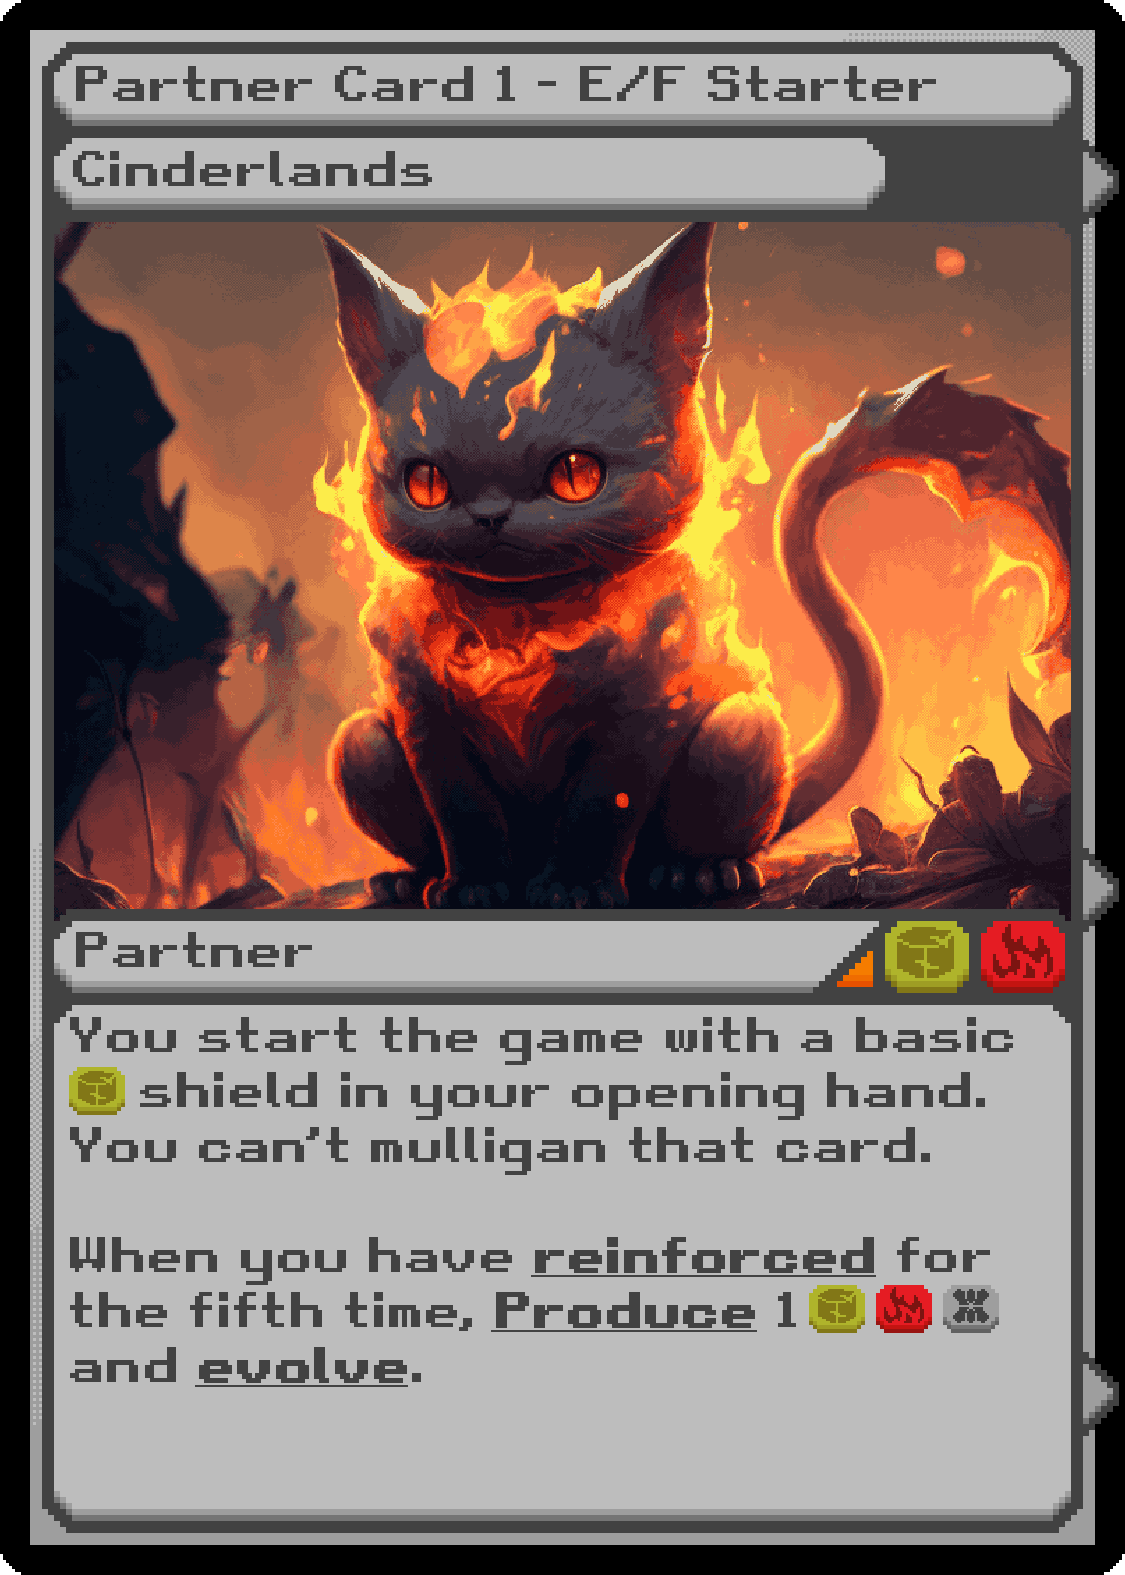 Partner Card 1 - E/F Starter
Cinderlands
Partner
You start the game with a basic
shield in your opening hand.
You can't mulligan that card.
When you have reinforced for
the fifth time, Produce 1
and evolve.